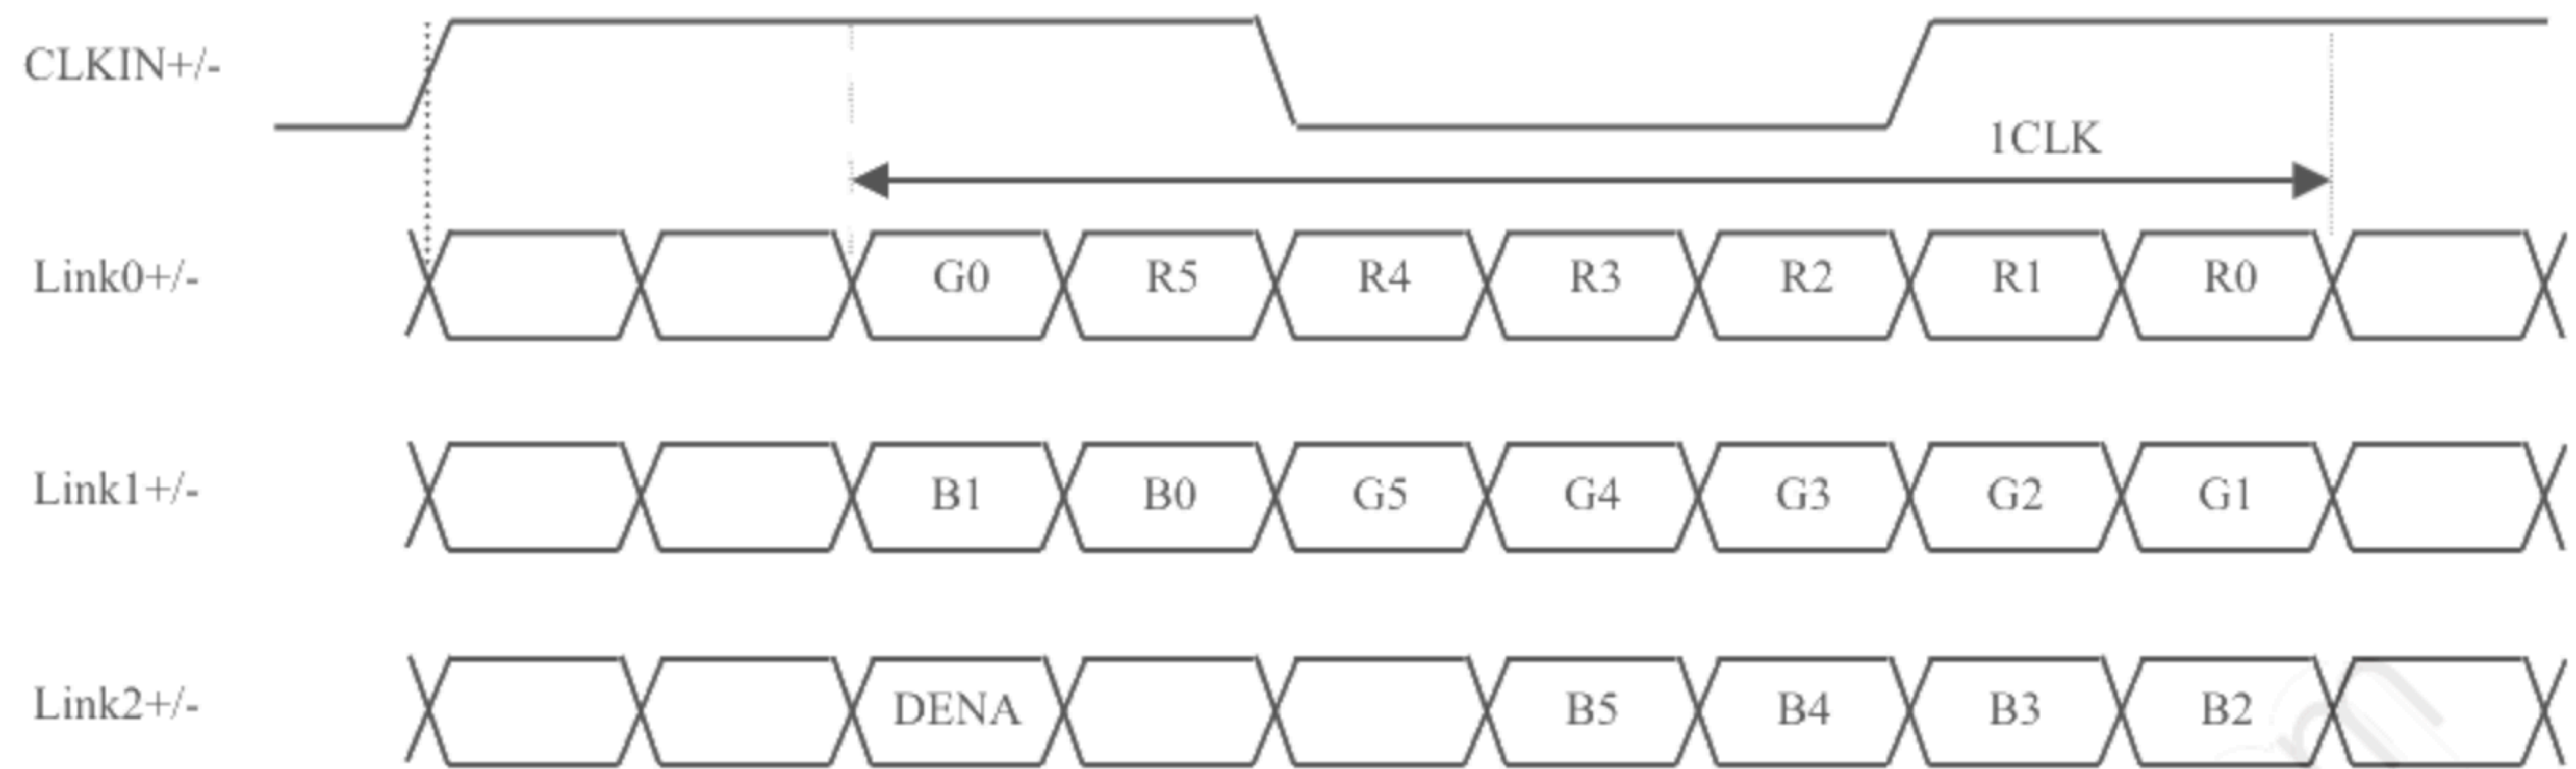 CLKIN+/-
1CLK
Link0+/- G0 R5 R4 R3 R2 R1 R0
Link1+/- B1 B0 G5 G4 G3 G2 G1
Link2+/- DENA B5 B4 B3 B2